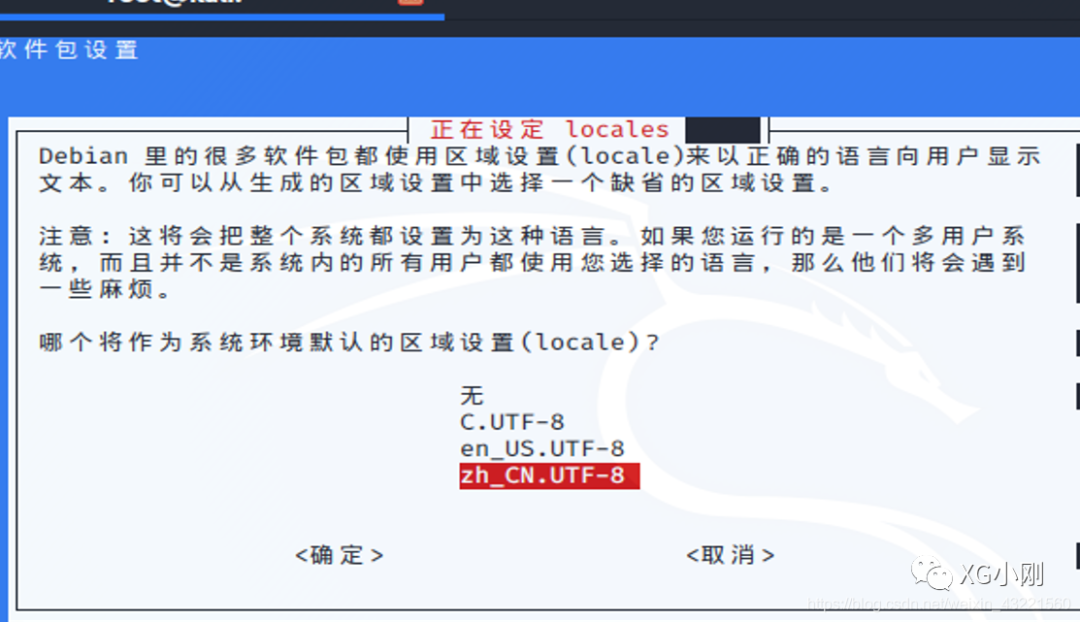 root@kali:
软件包设置
正在设定 locales
Debian 里的很多软件包都使用区域设置(locale)来以正确的语言向用户显示
文本。你可以从生成的区域设置中选择一个缺省的区域设置。
注意：这将会把整个系统都设置为这种语言。如果您运行的是一个多用户系
统，而且并不是系统内的所有用户都使用您选择的语言，那么他们将会遇到
一些麻烦。
哪个将作为系统环境默认的区域设置(locale)?
无
C.UTF-8
en_US.UTF-8
zh_CN.UTF-8
<确定> <取消>
XG小刚
https://blog.csdn.net/weixin_43221560